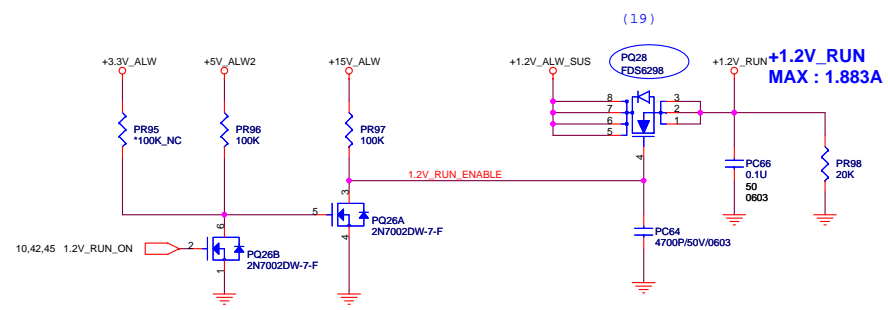 (19)
+3.3V_ALW
+5V_ALW2
+15V_ALW
+1.2V_ALW_SUS
PQ28
FDS6298
+1.2V_RUN
+1.2V_RUN
MAX : 1.883A
8
7
6
5
3
2
1
4
PR95
*100K_NC
PR96
100K
PR97
100K
PC66
0.1U
50
0603
PR98
20K
1.2V_RUN_ENABLE
3
5
PQ26A
2N7002DW-7-F
4
6
10,42,45 1.2V_RUN_ON
2
PQ26B
2N7002DW-7-F
1
PC64
4700P/50V/0603